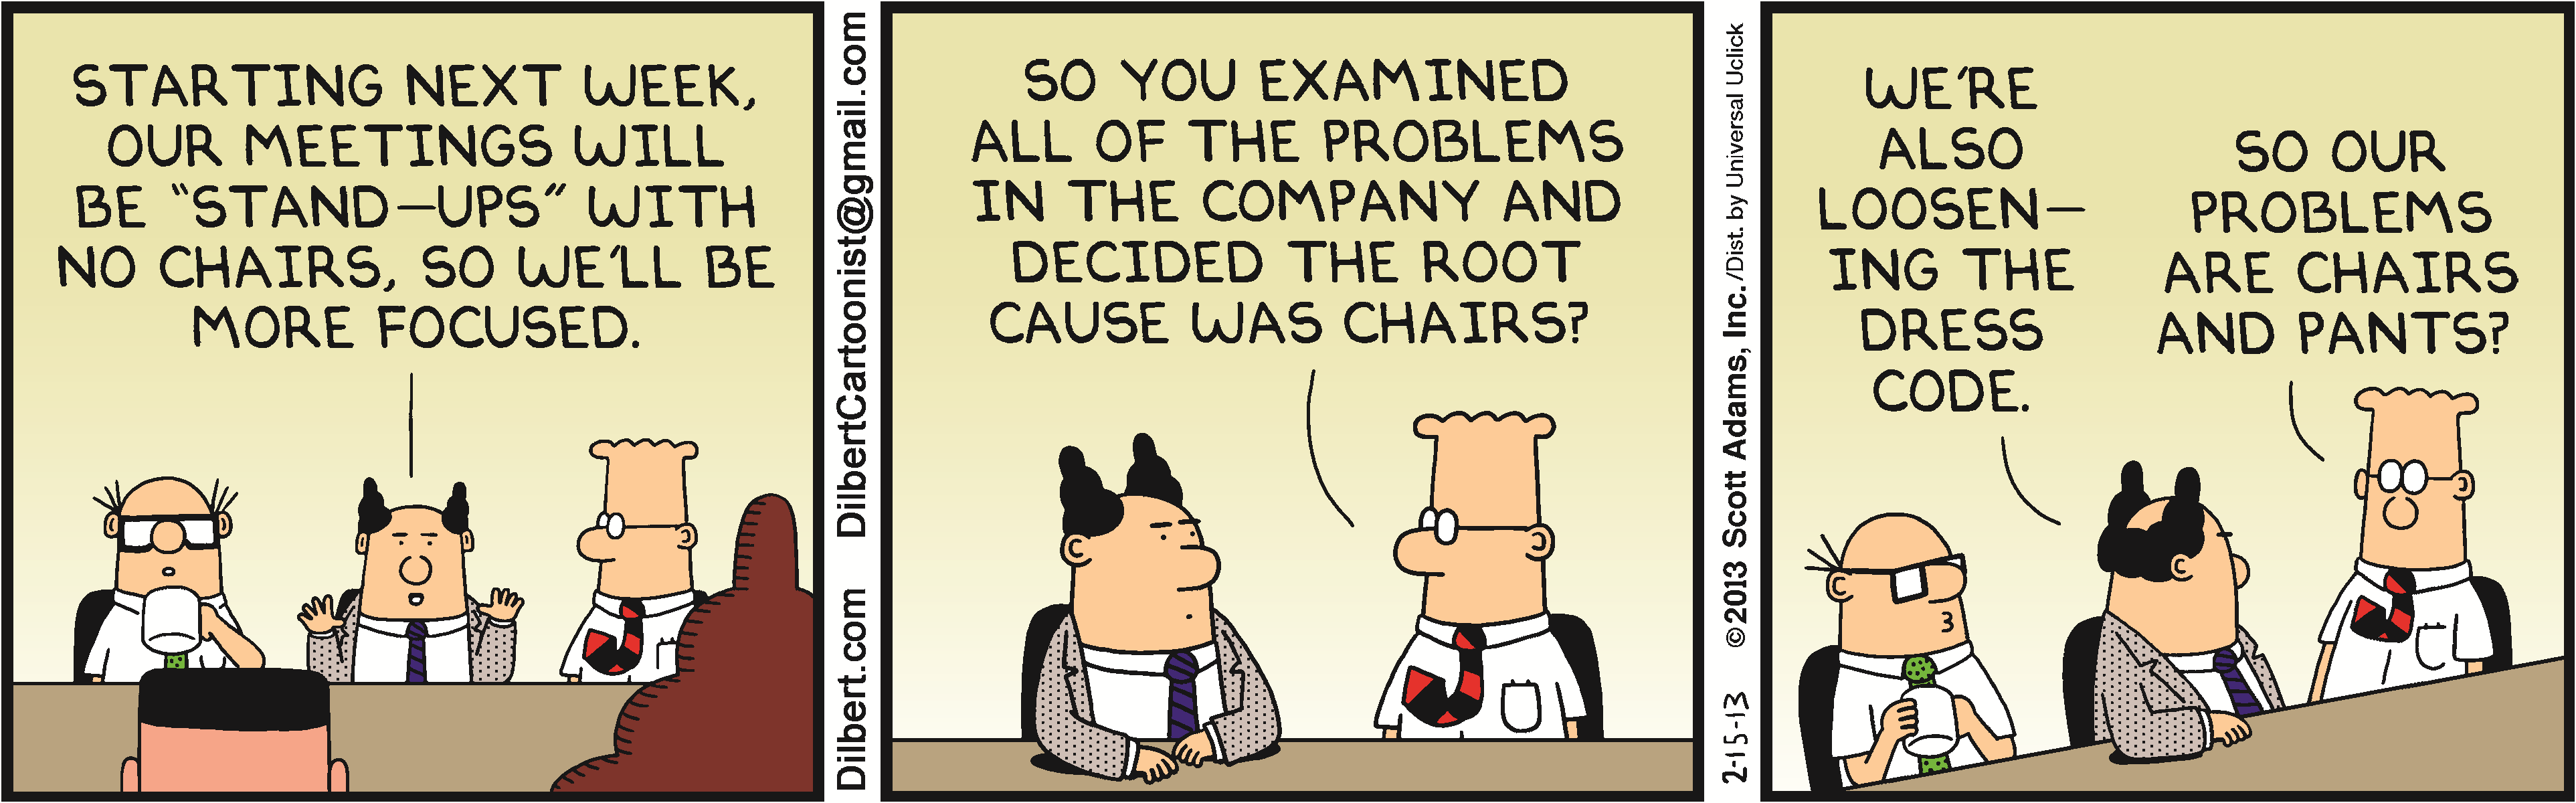 STARTING NEXT WEEK,
OUR MEETINGS WILL
BE "STAND-UPS" WITH
NO CHAIRS, SO WE'LL BE
MORE FOCUSED.
Dilbert.com DilbertCartoonist@gmail.com
SO YOU EXAMINED
ALL OF THE PROBLEMS
IN THE COMPANY AND
DECIDED THE ROOT
CAUSE WAS CHAIRS?
2-15-13 ©2013 Scott Adams, Inc. /Dist. by Universal Uclick
WE'RE
ALSO
LOOSEN-
ING THE
DRESS
CODE.
SO OUR
PROBLEMS
ARE CHAIRS
AND PANTS?